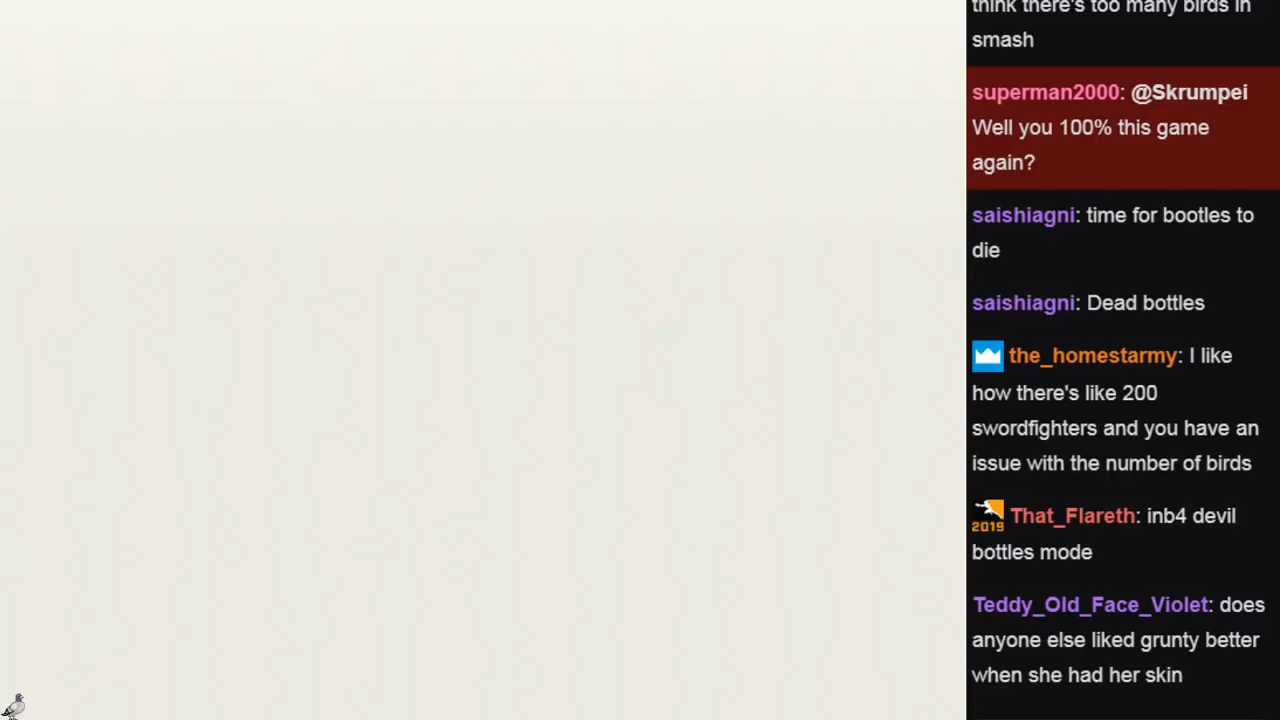 think there's too many birds in
smash
superman2000: @Skrumpei
Well you 100% this game
again?
saishiagni: time for bootles to
die
saishiagni: Dead bottles
the_homestarmy: I like
how there's like 200
swordfighters and you have an
issue with the number of birds
2019 That_Flareth: inb4 devil
bottles mode
Teddy_Old_Face_Violet: does
anyone else liked grunty better
when she had her skin